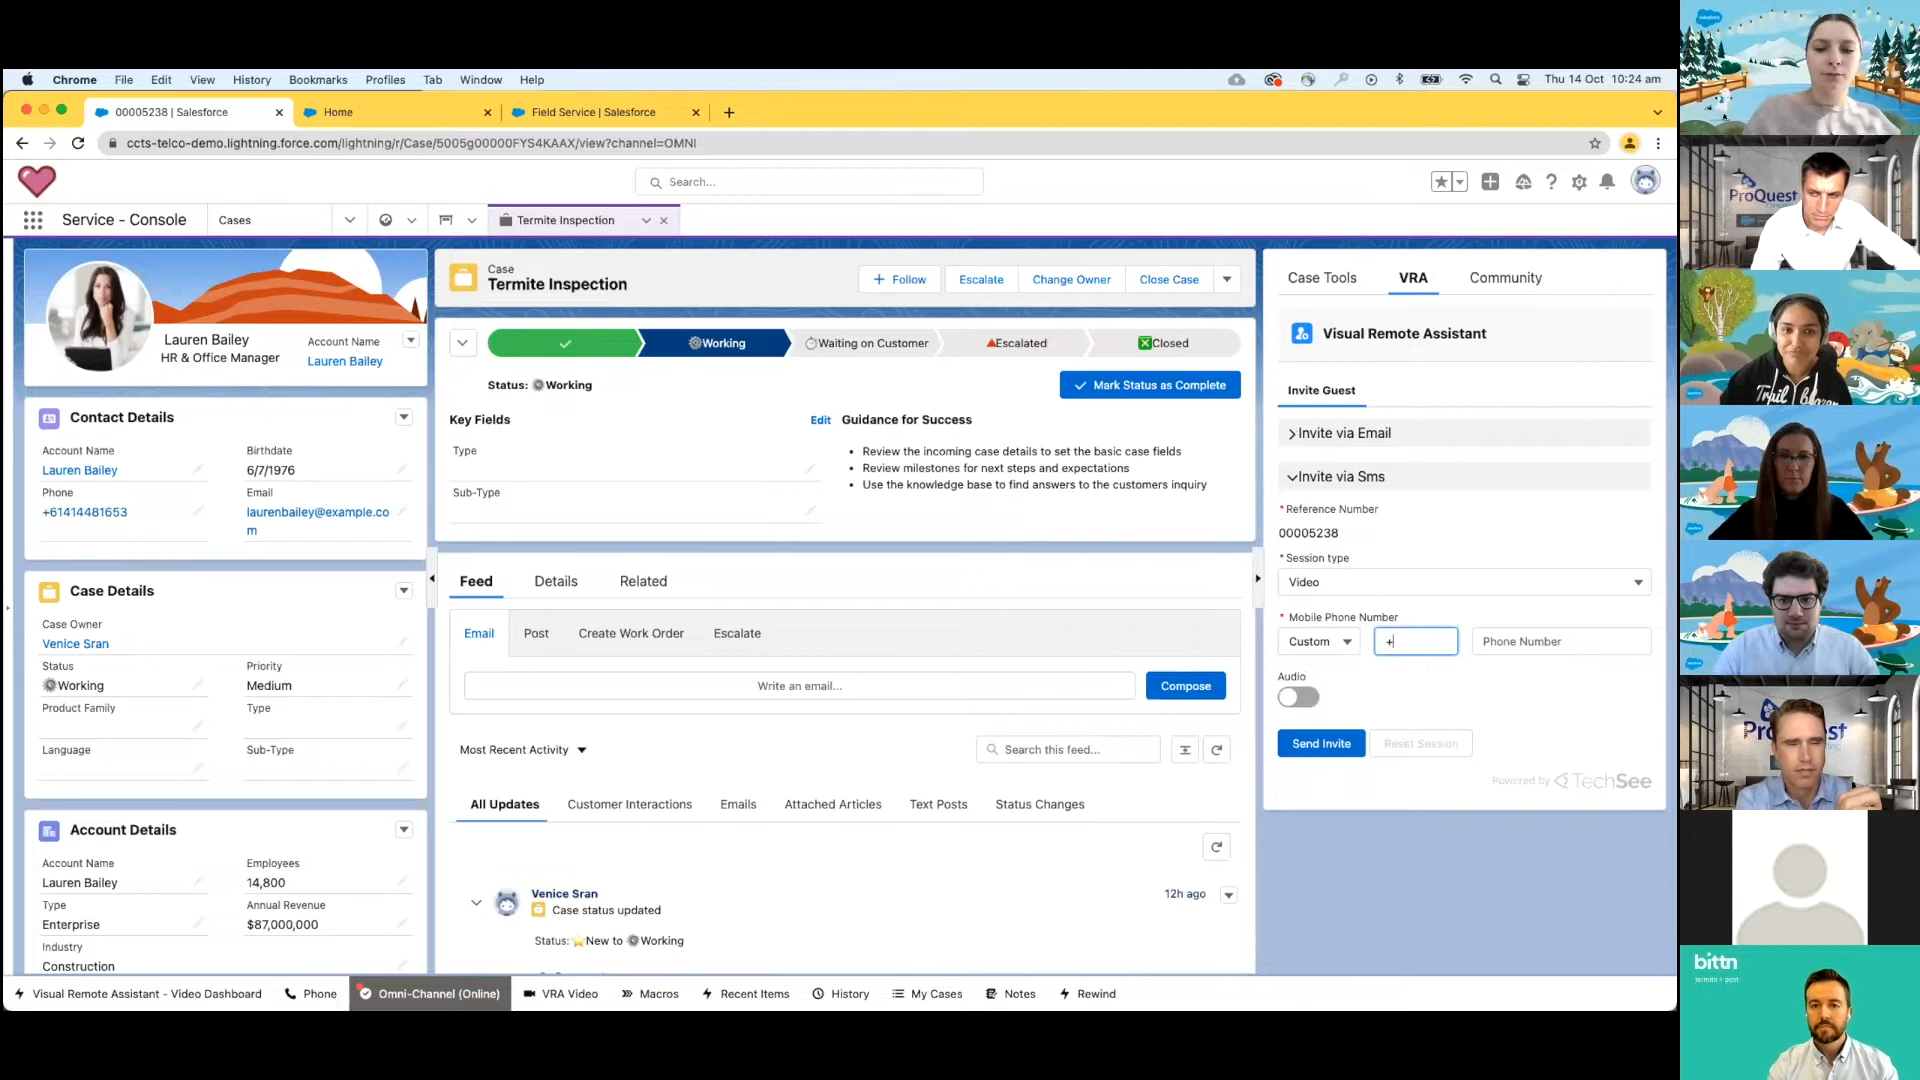 Chrome File Edit View History Bookmarks Profiles Tab Window Help Thu 14 Oct 10:24 am
00005238 | Salesforce Home Field Service | Salesforce
ccts-telco-demo.lightning.force.com/lightning/r/Case/5005g00000FYS4KAAX/view?channel=OMNI
Search...
Service - Console Cases Termite Inspection
Lauren Bailey
HR & Office Manager
Account Name
Lauren Bailey
Contact Details
Account Name Birthdate
Lauren Bailey 6/7/1976
Phone Email
+61414481653 laurenbailey@example.co
m
Case Details
Case Owner
Venice Sran
Status Priority
Working Medium
Product Family Type
Language Sub-Type
Account Details
Account Name Employees
Lauren Bailey 14,800
Type Annual Revenue
Enterprise $87,000,000
Industry
Construction
Case
Termite Inspection
+ Follow Escalate Change Owner Close Case
Working Waiting on Customer Escalated Closed
Status: Working
Mark Status as Complete
Key Fields Edit Guidance for Success
Type
Sub-Type
• Review the incoming case details to set the basic case fields
• Review milestones for next steps and expectations
• Use the knowledge base to find answers to the customers inquiry
Feed Details Related
Email Post Create Work Order Escalate
Write an email... Compose
Most Recent Activity Search this feed...
All Updates Customer Interactions Emails Attached Articles Text Posts Status Changes
Venice Sran 12h ago
Case status updated
Status: New to Working
Case Tools VRA Community
Visual Remote Assistant
Invite Guest
Invite via Email
Invite via Sms
* Reference Number
00005238
* Session type
Video
* Mobile Phone Number
Custom + Phone Number
Audio
Send Invite Reset Session
Powered by TechSee
Visual Remote Assistant - Video Dashboard Phone Omni-Channel (Online) VRA Video Macros Recent Items History My Cases Notes Rewind
salesforce
ProQuest
bittn
termite + pest